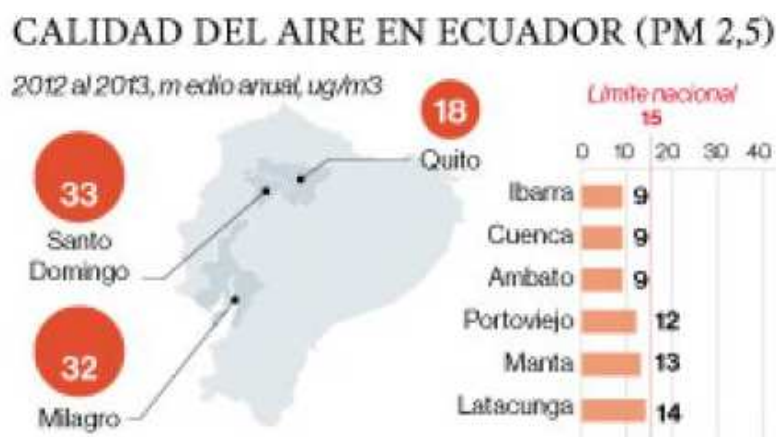 CALIDAD DEL AIRE EN ECUADOR (PM 2,5)
2012 al 2013, medio anual, ug/m3
18
Quito
33
Santo
Domingo
32
Milagro
Límite nacional
15
0 10 20 30 40
Ibarra 9
Cuenca 9
Ambato 9
Portoviejo 12
Manta 13
Latacunga 14